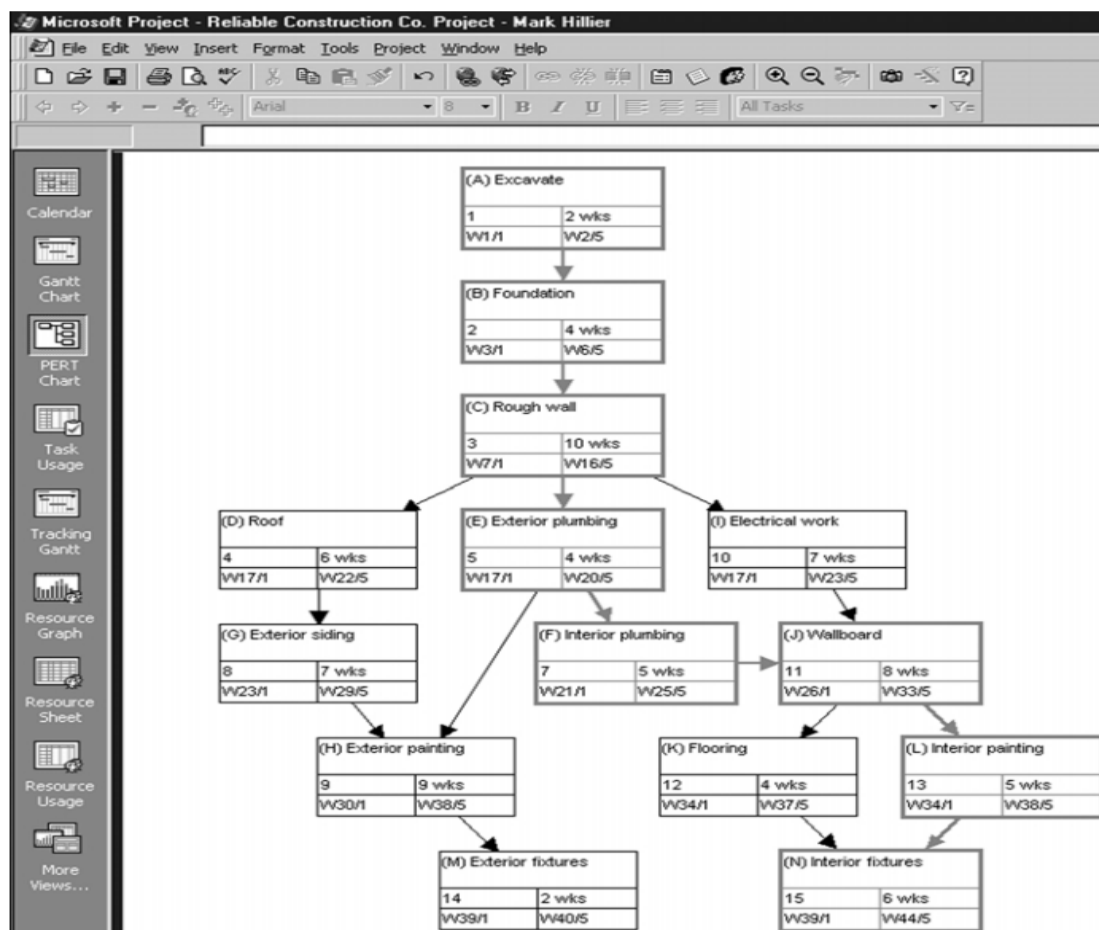 Microsoft Project - Reliable Construction Co. Project - Mark Hillier
File Edit View Insert Format Tools Project Window Help
Arial 8 B I U All Tasks
Calendar
Gantt
Chart
PERT
Chart
Task
Usage
Tracking
Gantt
Resource
Graph
Resource
Sheet
Resource
Usage
More
Views...
(A) Excavate
1 2 wks
W1/1 W2/5
(B) Foundation
2 4 wks
W3/1 W6/5
(C) Rough wall
3 10 wks
W7/1 W16/5
(D) Roof
4 6 wks
W17/1 W22/5
(E) Exterior plumbing
5 4 wks
W17/1 W20/5
(I) Electrical work
10 7 wks
W17/1 W23/5
(G) Exterior siding
8 7 wks
W23/1 W29/5
(F) Interior plumbing
7 5 wks
W21/1 W25/5
(J) Wallboard
11 8 wks
W26/1 W33/5
(H) Exterior painting
9 9 wks
W30/1 W38/5
(K) Flooring
12 4 wks
W34/1 W37/5
(L) Interior painting
13 5 wks
W34/1 W38/5
(M) Exterior fixtures
14 2 wks
W39/1 W40/5
(N) Interior fixtures
15 6 wks
W39/1 W44/5